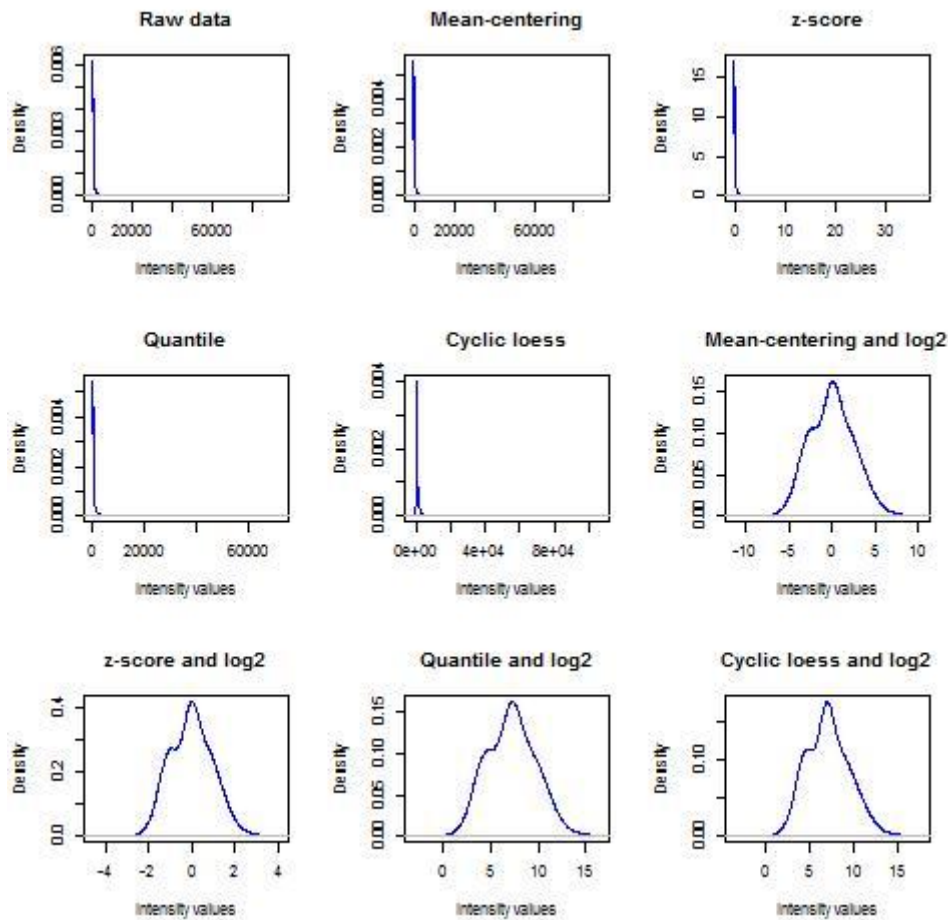 Raw data
Density
0.000 0.003 0.006
0 20000 60000
Intensity values
Mean-centering
Density
0.000 0.002 0.004
0 20000 60000
Intensity values
z-score
Density
0 5 10 15
0 10 20 30
Intensity values
Quantile
Density
0.000 0.002 0.004
0 20000 60000
Intensity values
Cyclic loess
Density
0.000 0.002 0.004
0e+00 4e+04 8e+04
Intensity values
Mean-centering and log2
Density
0.00 0.05 0.10 0.15
-10 -5 0 5 10
Intensity values
z-score and log2
Density
0.0 0.2 0.4
-4 -2 0 2 4
Intensity values
Quantile and log2
Density
0.00 0.05 0.10 0.15
0 5 10 15
Intensity values
Cyclic loess and log2
Density
0.00 0.10
0 5 10 15
Intensity values